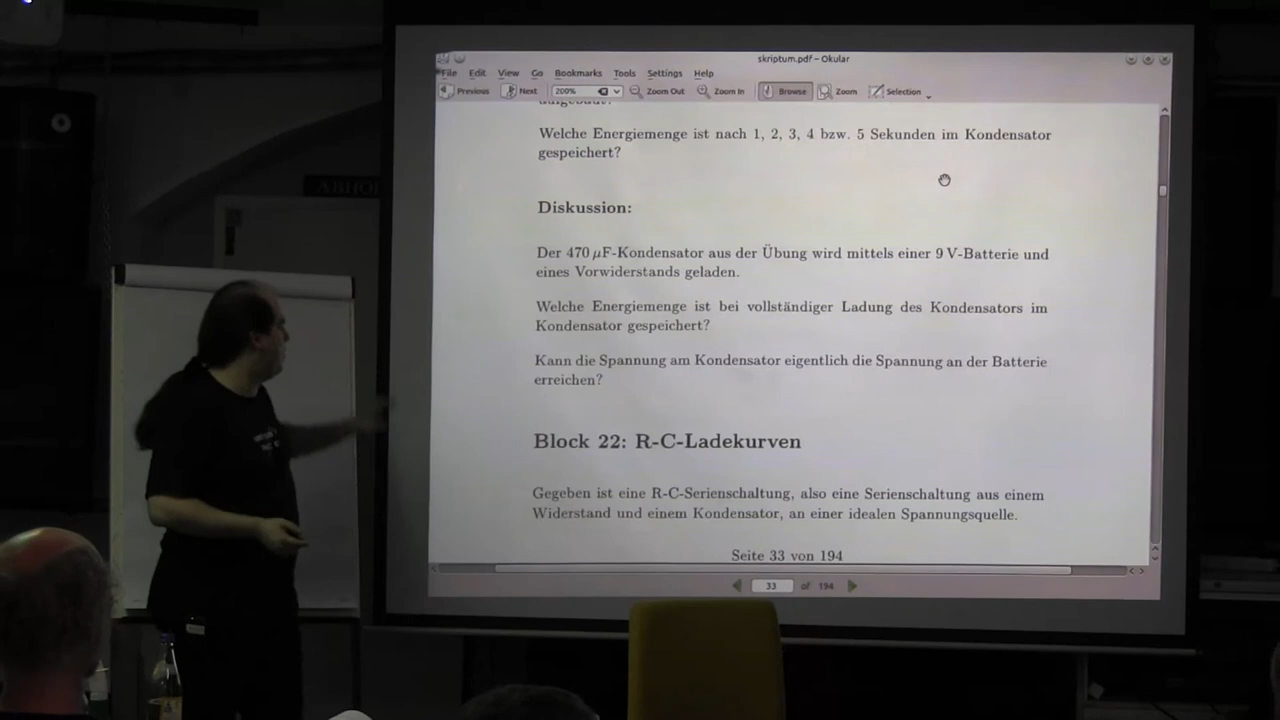 skriptum.pdf – Okular
File Edit View Go Bookmarks Tools Settings Help
Previous Next 200% Zoom Out Zoom In Browse Zoom Selection
aufgebaut?
Welche Energiemenge ist nach 1, 2, 3, 4 bzw. 5 Sekunden im Kondensator
gespeichert?
Diskussion:
Der 470 μF-Kondensator aus der Übung wird mittels einer 9 V-Batterie und
eines Vorwiderstands geladen.
Welche Energiemenge ist bei vollständiger Ladung des Kondensators im
Kondensator gespeichert?
Kann die Spannung am Kondensator eigentlich die Spannung an der Batterie
erreichen?
Block 22: R-C-Ladekurven
Gegeben ist eine R-C-Serienschaltung, also eine Serienschaltung aus einem
Widerstand und einem Kondensator, an einer idealen Spannungsquelle.
Seite 33 von 194
33 of 194
ABHOL